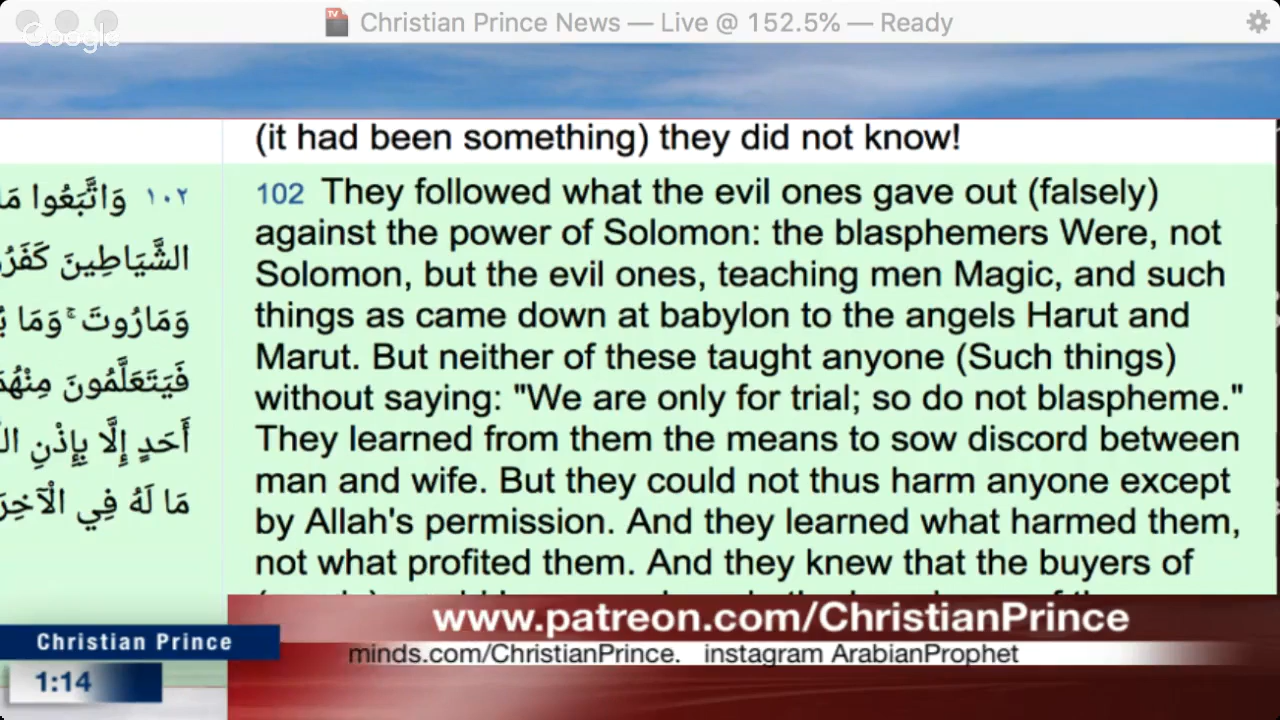 Christian Prince News — Live @ 152.5% — Ready
Google
(it had been something) they did not know!
١٠٢ وَاتَّبَعُوا
102 They followed what the evil ones gave out (falsely)
against the power of Solomon: the blasphemers Were, not
الشَّيَاطِينَ
Solomon, but the evil ones, teaching men Magic, and such
things as came down at babylon to the angels Harut and
وَمَارُوتَ ۚ وَمَا
Marut. But neither of these taught anyone (Such things)
فَيَتَعَلَّمُونَ
without saying: "We are only for trial; so do not blaspheme."
أَحَدٍ إِلَّا بِإِذْنِ
They learned from them the means to sow discord between
man and wife. But they could not thus harm anyone except
مَا لَهُ فِي
by Allah's permission. And they learned what harmed them,
not what profited them. And they knew that the buyers of
www.patreon.com/ChristianPrince
Christian Prince
minds.com/ChristianPrince. instagram ArabianProphet
1:14